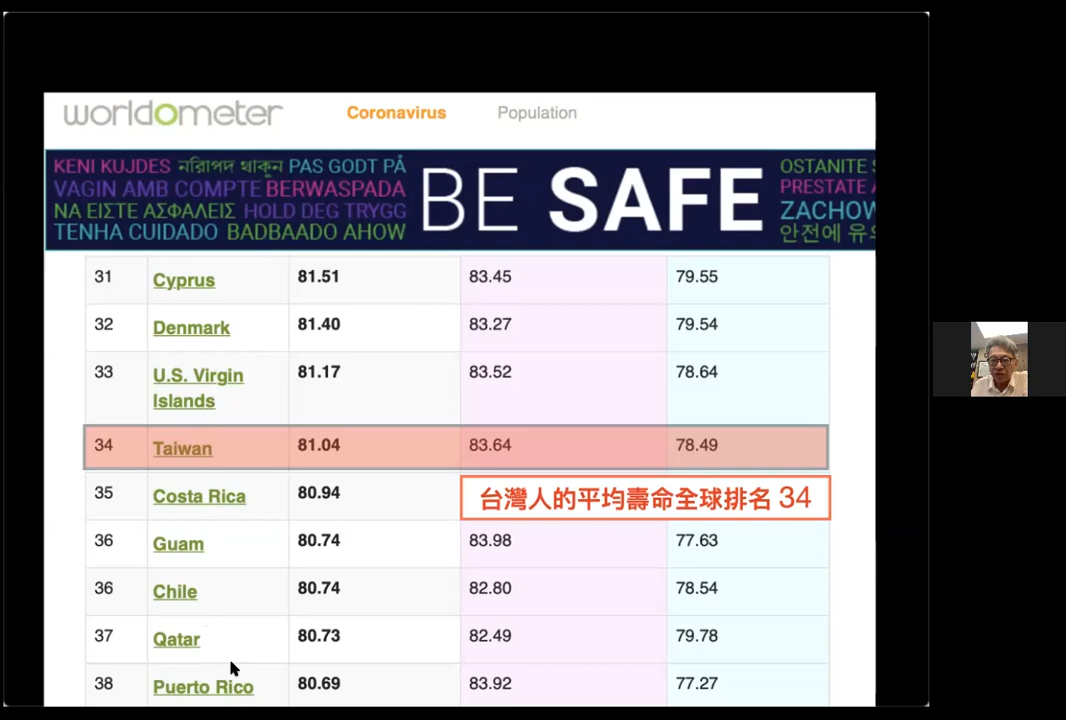 worldometer
Coronavirus
Population
KENI KUJDES নিরাপদ থাকুন PAS GODT PÅ
VAGIN AMB COMPTE BERWASPADA
ΝΑ ΕΙΣΤΕ ΑΣΦΑΛΕΙΣ HOLD DEG TRYGG
TENHA CUIDADO BADBAADO AHOW
BE SAFE
OSTANITE
PRESTATE
ZACHOW
안전에
31 Cyprus 81.51 83.45 79.55
32 Denmark 81.40 83.27 79.54
33 U.S. Virgin 81.17 83.52 78.64
Islands
34 Taiwan 81.04 83.64 78.49
35 Costa Rica 80.94
台灣人的平均壽命全球排名 34
36 Guam 80.74 83.98 77.63
36 Chile 80.74 82.80 78.54
37 Qatar 80.73 82.49 79.78
38 Puerto Rico 80.69 83.92 77.27